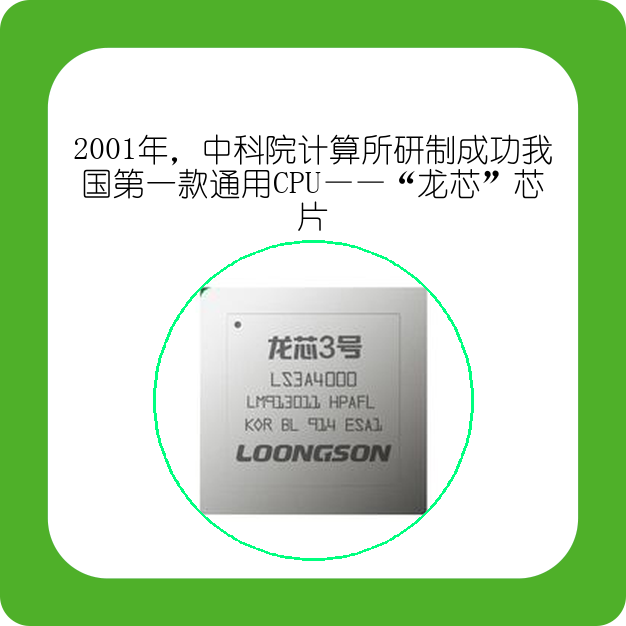 2001年，中科院计算所研制成功我
国第一款通用CPU——“龙芯”芯
片
龙芯3号
LS3A4000
LM913011 HPAFL
KOR BL 914 ESA1
LOONGSON